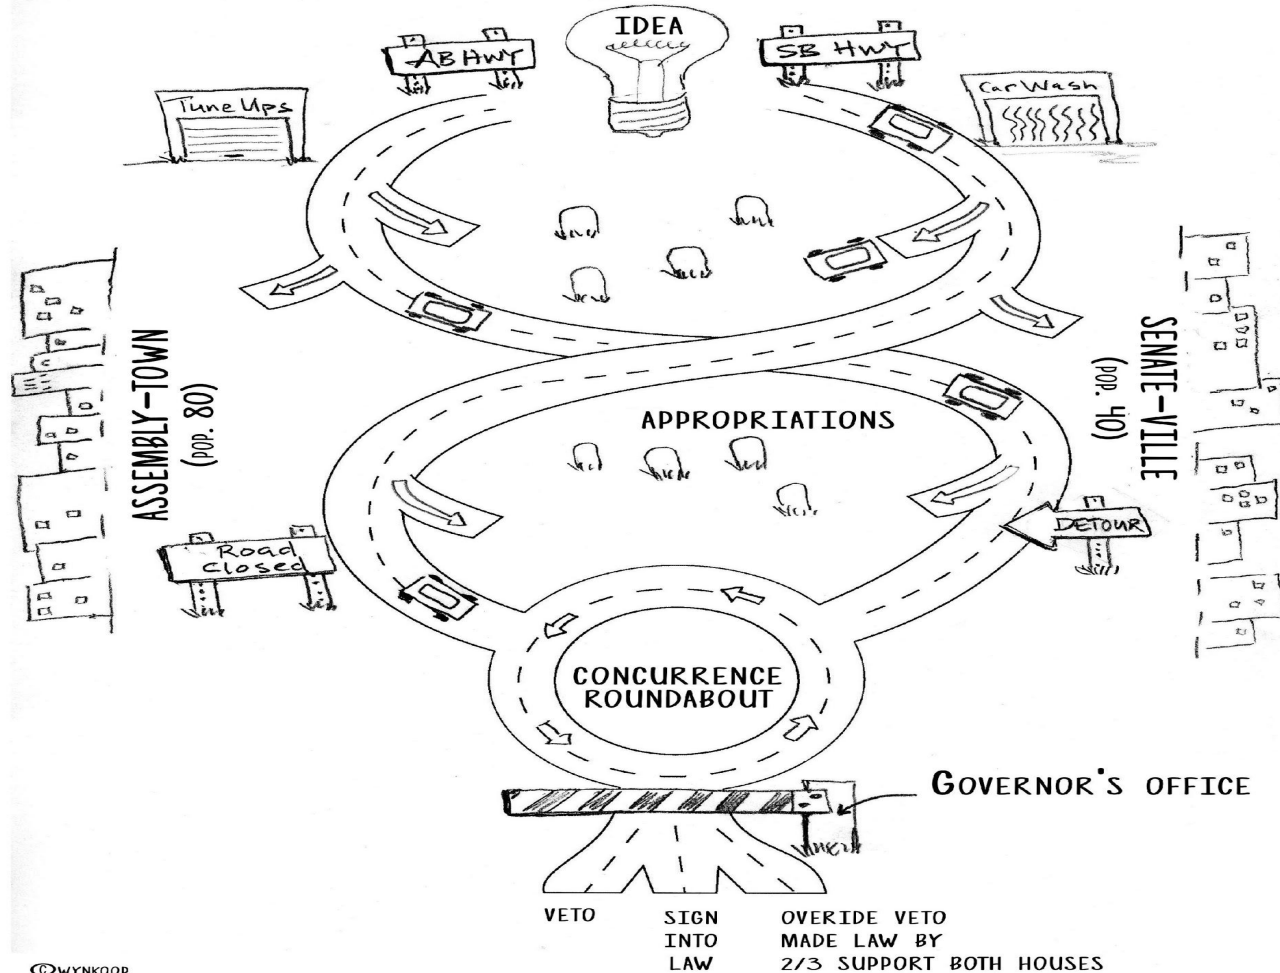 IDEA
AB HWY
SB HWY
Tune Ups
Car Wash
ASSEMBLY-TOWN
(POP. 80)
SENATE-VILLE
(POP. 40)
APPROPRIATIONS
Road
Closed
DETOUR
CONCURRENCE
ROUNDABOUT
GOVERNOR'S OFFICE
VETO
SIGN
INTO
LAW
OVERIDE VETO
MADE LAW BY
2/3 SUPPORT BOTH HOUSES
©WYNKOOP